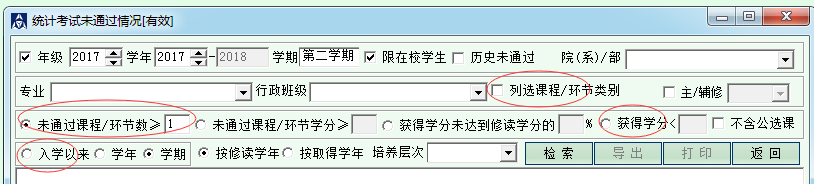 统计考试未通过情况[有效]
年级 2017 学年 2017 -2018 学期 第二学期 限在校学生 历史未通过 院(系)/部
专业 行政班级 列选课程/环节类别 主/辅修
未通过课程/环节数≥ 1 未通过课程/环节学分≥ 获得学分未达到修读学分的 % 获得学分< 不含公选课
入学以来 学年 学期 按修读学年 按取得学年 培养层次 检索 导出 打印 返回